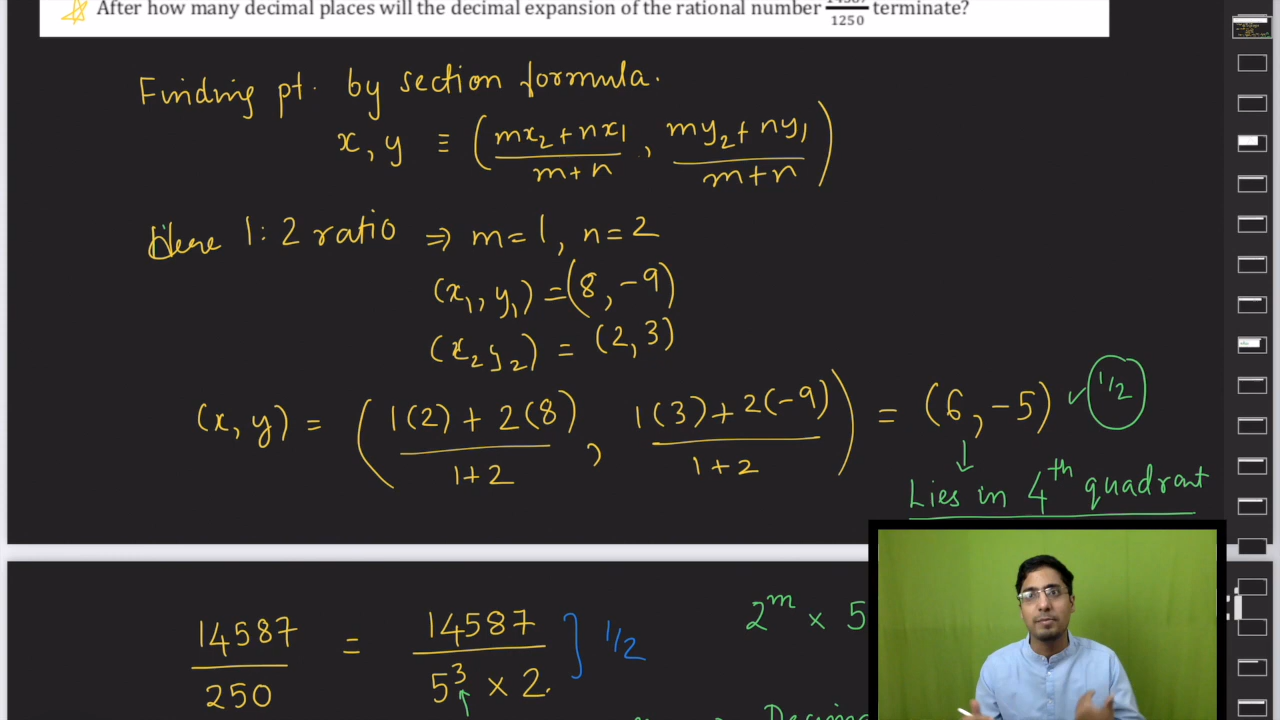 After how many decimal places will the decimal expansion of the rational number 14587/1250 terminate?
Finding pt. by section formula.
x, y ≡ ( (mx₂ + nx₁)/(m+n) , (my₂ + ny₁)/(m+n) )
Here 1:2 ratio ⇒ m=1, n=2
(x₁, y₁) = (8, -9)
(x₂ y₂) = (2, 3)
(x, y) = ( (1(2) + 2(8))/(1+2) , (1(3) + 2(-9))/(1+2) ) = (6, -5) ✓ 1/2
↓
Lies in 4th quadrant
14587/250 = 14587/(5³ × 2) } 1/2
2ᵐ × 5